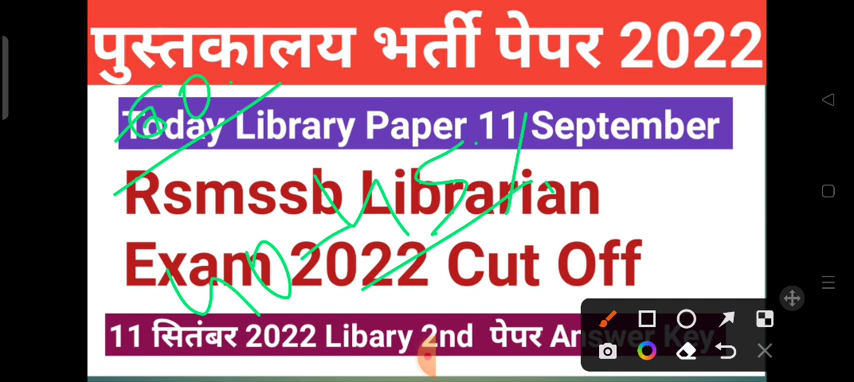 पुस्तकालय भर्ती पेपर 2022
Today Library Paper 11 September
Rsmssb Librarian
Exam 2022 Cut Off
11 सितंबर 2022 Libary 2nd पेपर Answer Key